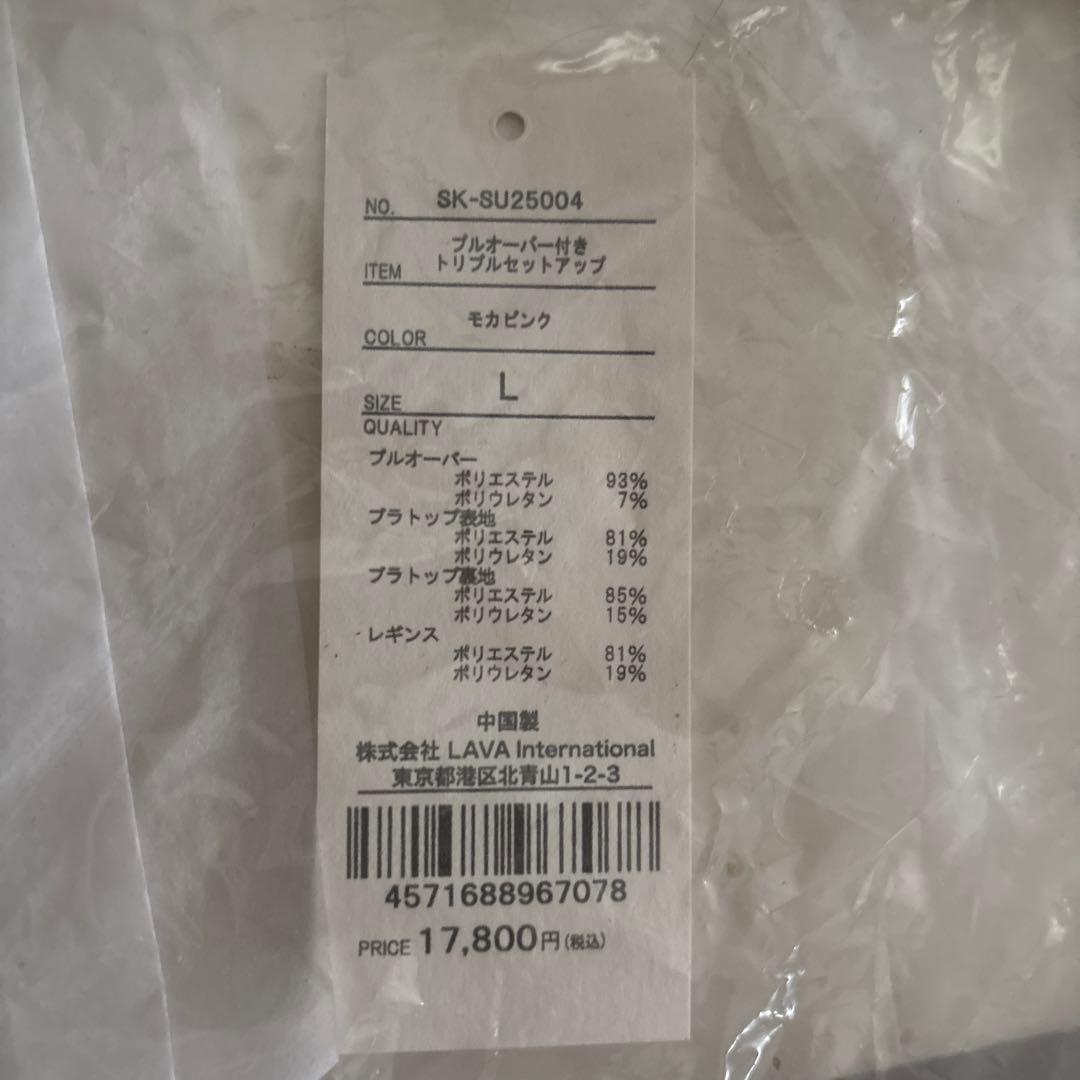 NO. SK-SU25004
プルオーバー付き
ITEM トリプルセットアップ
COLOR モカピンク
SIZE L
QUALITY
プルオーバー
ポリエステル 93%
ポリウレタン 7%
ブラトップ表地
ポリエステル 81%
ポリウレタン 19%
ブラトップ裏地
ポリエステル 85%
ポリウレタン 15%
レギンス
ポリエステル 81%
ポリウレタン 19%
中国製
株式会社 LAVA International
東京都港区北青山1-2-3
4571688967078
PRICE 17,800円(税込)